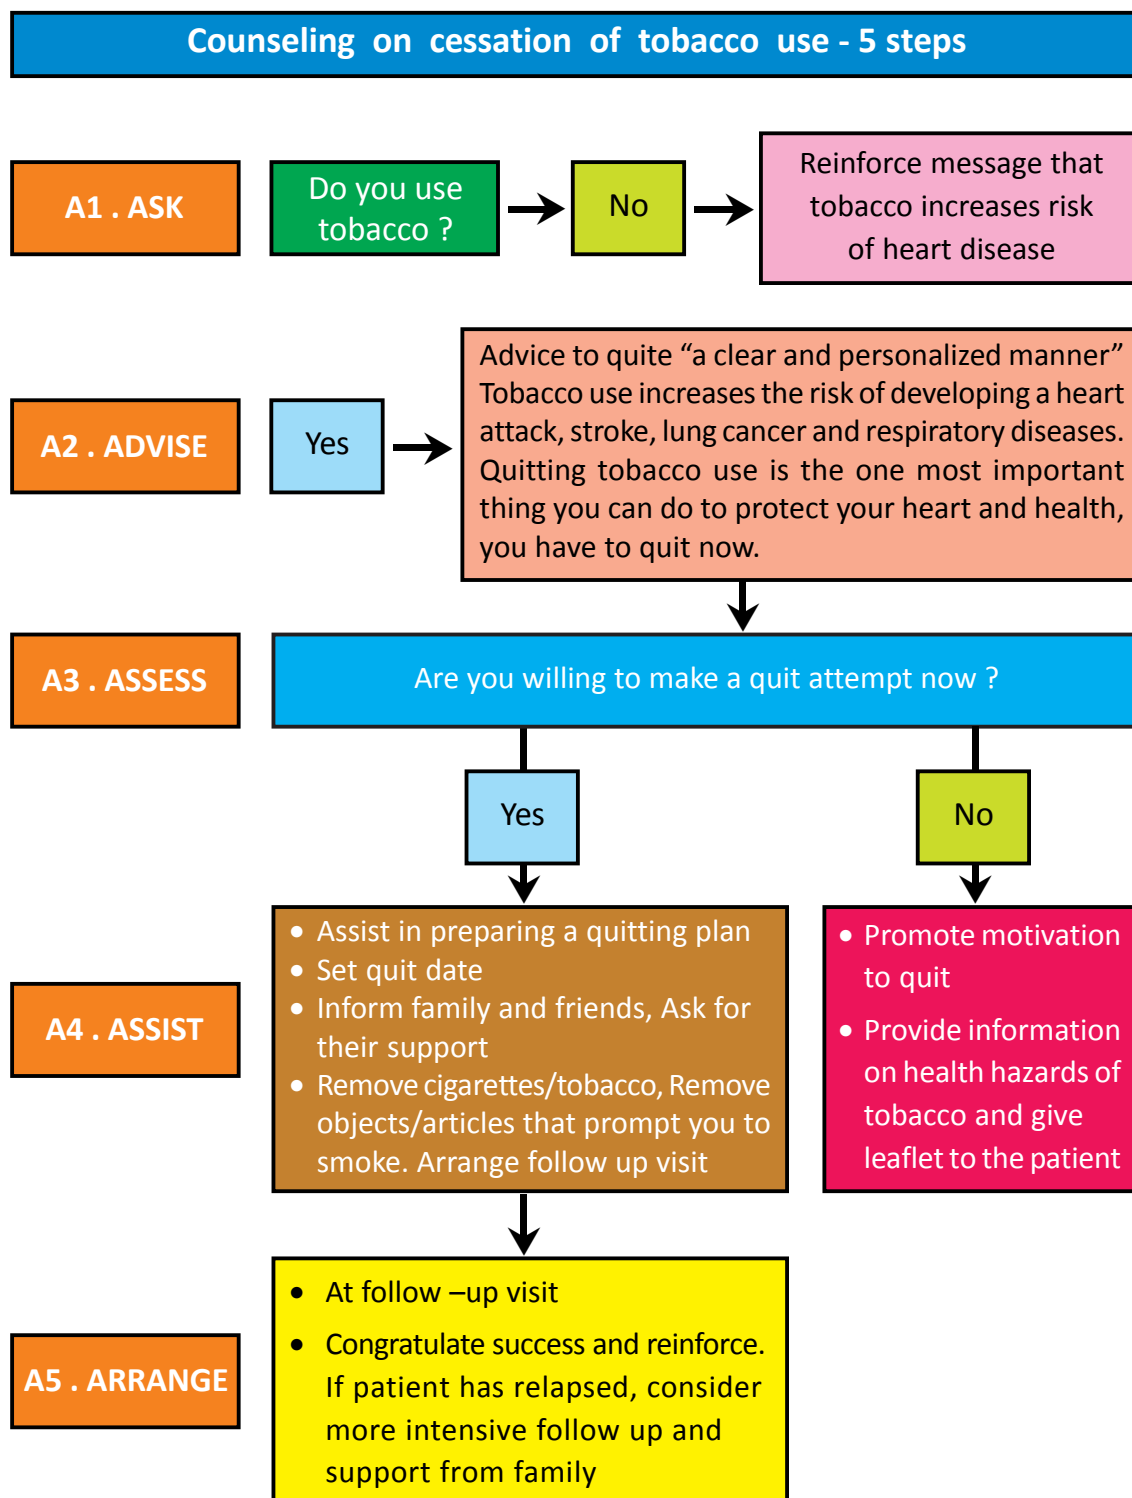 Counseling on cessation of tobacco use - 5 steps
A1 . ASK
Do you use
tobacco ?
No
Reinforce message that
tobacco increases risk
of heart disease
A2 . ADVISE
Yes
Advice to quite “a clear and personalized manner”
Tobacco use increases the risk of developing a heart
attack, stroke, lung cancer and respiratory diseases.
Quitting tobacco use is the one most important
thing you can do to protect your heart and health,
you have to quit now.
A3 . ASSESS
Are you willing to make a quit attempt now ?
Yes
No
A4 . ASSIST
• Assist in preparing a quitting plan
• Set quit date
• Inform family and friends, Ask for
their support
• Remove cigarettes/tobacco, Remove
objects/articles that prompt you to
smoke. Arrange follow up visit
• Promote motivation
to quit
• Provide information
on health hazards of
tobacco and give
leaflet to the patient
A5 . ARRANGE
• At follow –up visit
• Congratulate success and reinforce.
If patient has relapsed, consider
more intensive follow up and
support from family